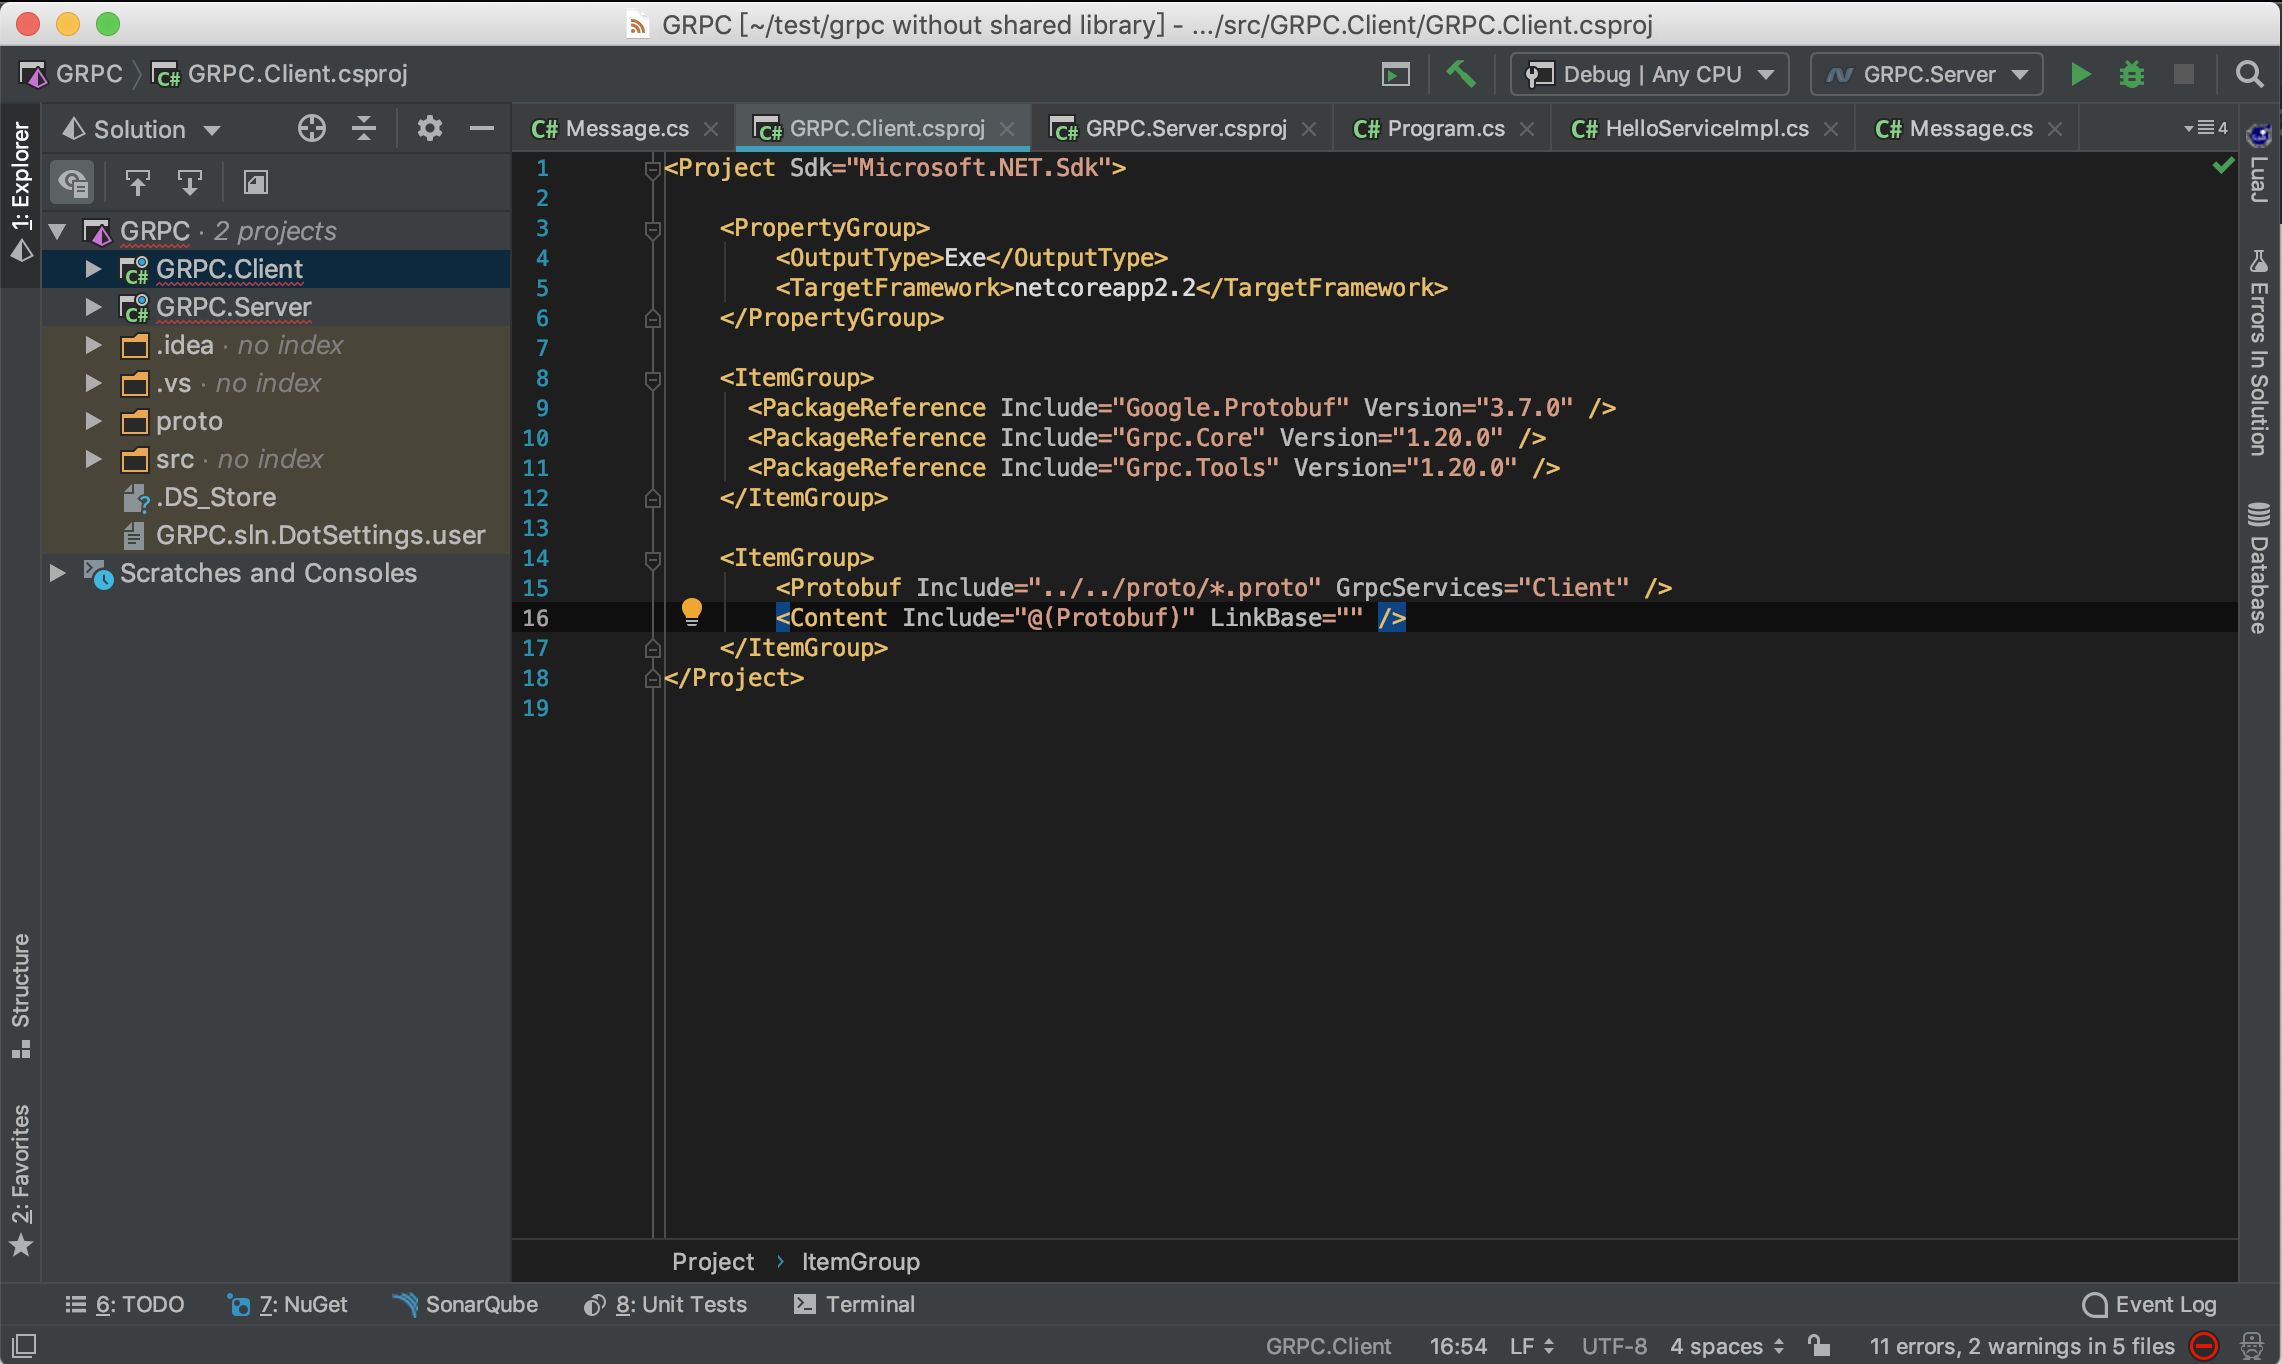 GRPC [~/test/grpc without shared library] - .../src/GRPC.Client/GRPC.Client.csproj
GRPC
GRPC.Client.csproj
Debug | Any CPU
GRPC.Server
1: Explorer
Solution
C# Message.cs
C# GRPC.Client.csproj
C# GRPC.Server.csproj
C# Program.cs
C# HelloServiceImpl.cs
C# Message.cs
4
GRPC · 2 projects
C# GRPC.Client
C# GRPC.Server
.idea · no index
.vs · no index
proto
src · no index
.DS_Store
GRPC.sln.DotSettings.user
Scratches and Consoles
1 <Project Sdk="Microsoft.NET.Sdk">
2
3 <PropertyGroup>
4 <OutputType>Exe</OutputType>
5 <TargetFramework>netcoreapp2.2</TargetFramework>
6 </PropertyGroup>
7
8 <ItemGroup>
9 <PackageReference Include="Google.Protobuf" Version="3.7.0" />
10 <PackageReference Include="Grpc.Core" Version="1.20.0" />
11 <PackageReference Include="Grpc.Tools" Version="1.20.0" />
12 </ItemGroup>
13
14 <ItemGroup>
15 <Protobuf Include="../../proto/*.proto" GrpcServices="Client" />
16 <Content Include="@(Protobuf)" LinkBase="" />
17 </ItemGroup>
18 </Project>
19
LuaJ
Errors In Solution
Database
Structure
2: Favorites
Project › ItemGroup
6: TODO
7: NuGet
SonarQube
8: Unit Tests
Terminal
Event Log
GRPC.Client
16:54
LF
UTF-8
4 spaces
11 errors, 2 warnings in 5 files